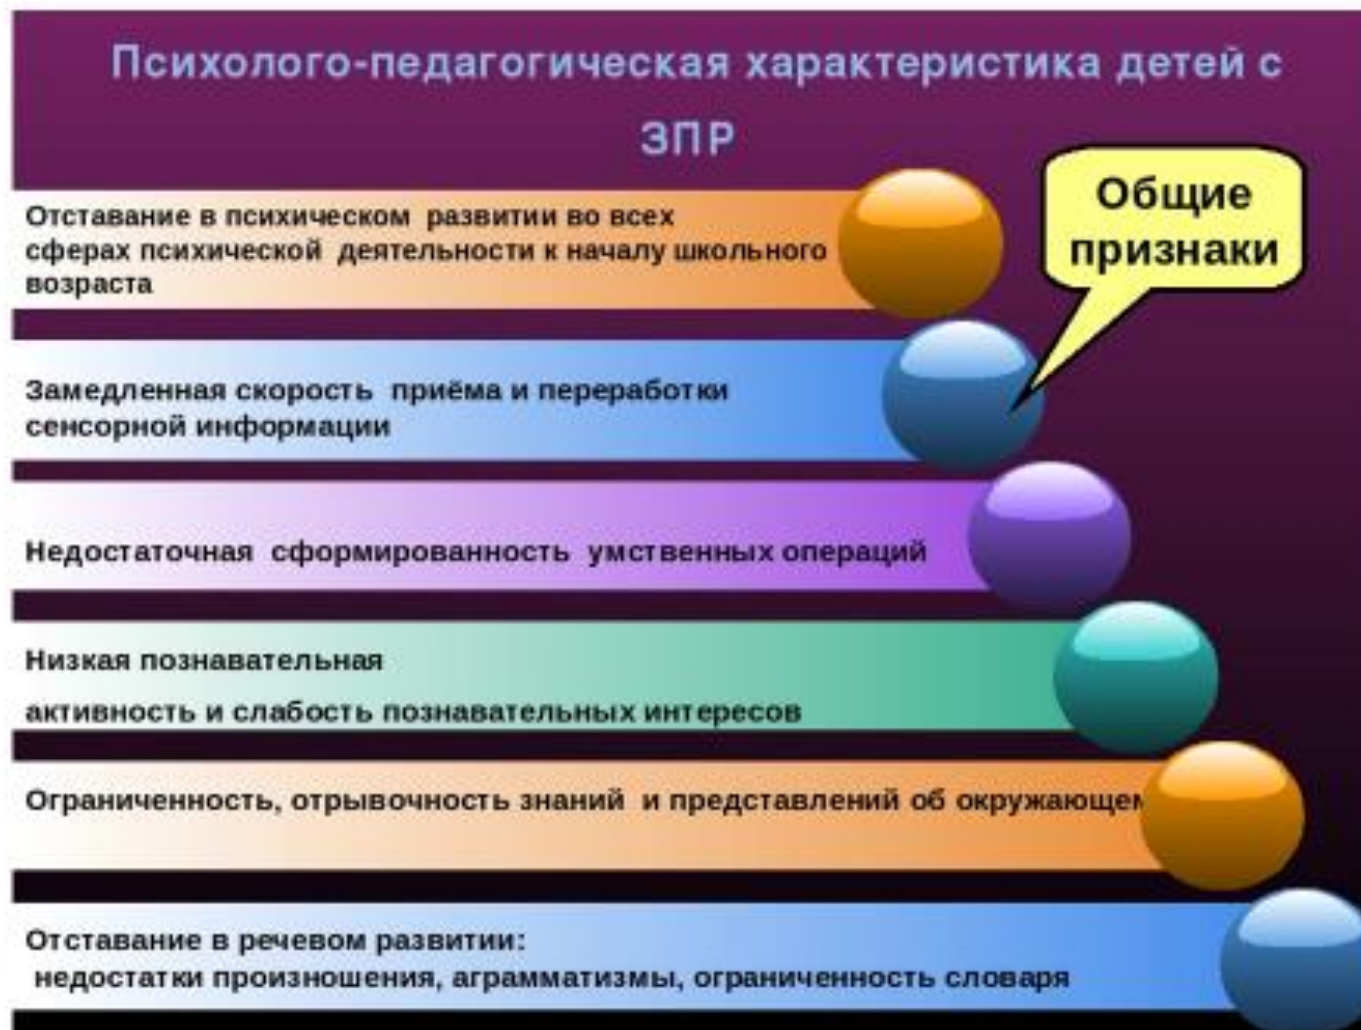 Психолого-педагогическая характеристика детей с
ЗПР
Общие
признаки
Отставание в психическом развитии во всех
сферах психической деятельности к началу школьного
возраста
Замедленная скорость приёма и переработки
сенсорной информации
Недостаточная сформированность умственных операций
Низкая познавательная
активность и слабость познавательных интересов
Ограниченность, отрывочность знаний и представлений об окружающем
Отставание в речевом развитии:
недостатки произношения, аграмматизмы, ограниченность словаря